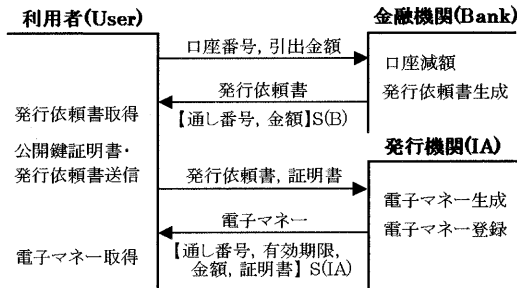 利用者(User)
金融機関(Bank)
口座番号, 引出金額
口座減額
発行依頼書
発行依頼書生成
【通し番号, 金額】S(B)
発行依頼書取得
公開鍵証明書・
発行依頼書送信
発行機関(IA)
発行依頼書, 証明書
電子マネー生成
電子マネー
電子マネー登録
【通し番号, 有効期限,
金額, 証明書】 S(IA)
電子マネー取得